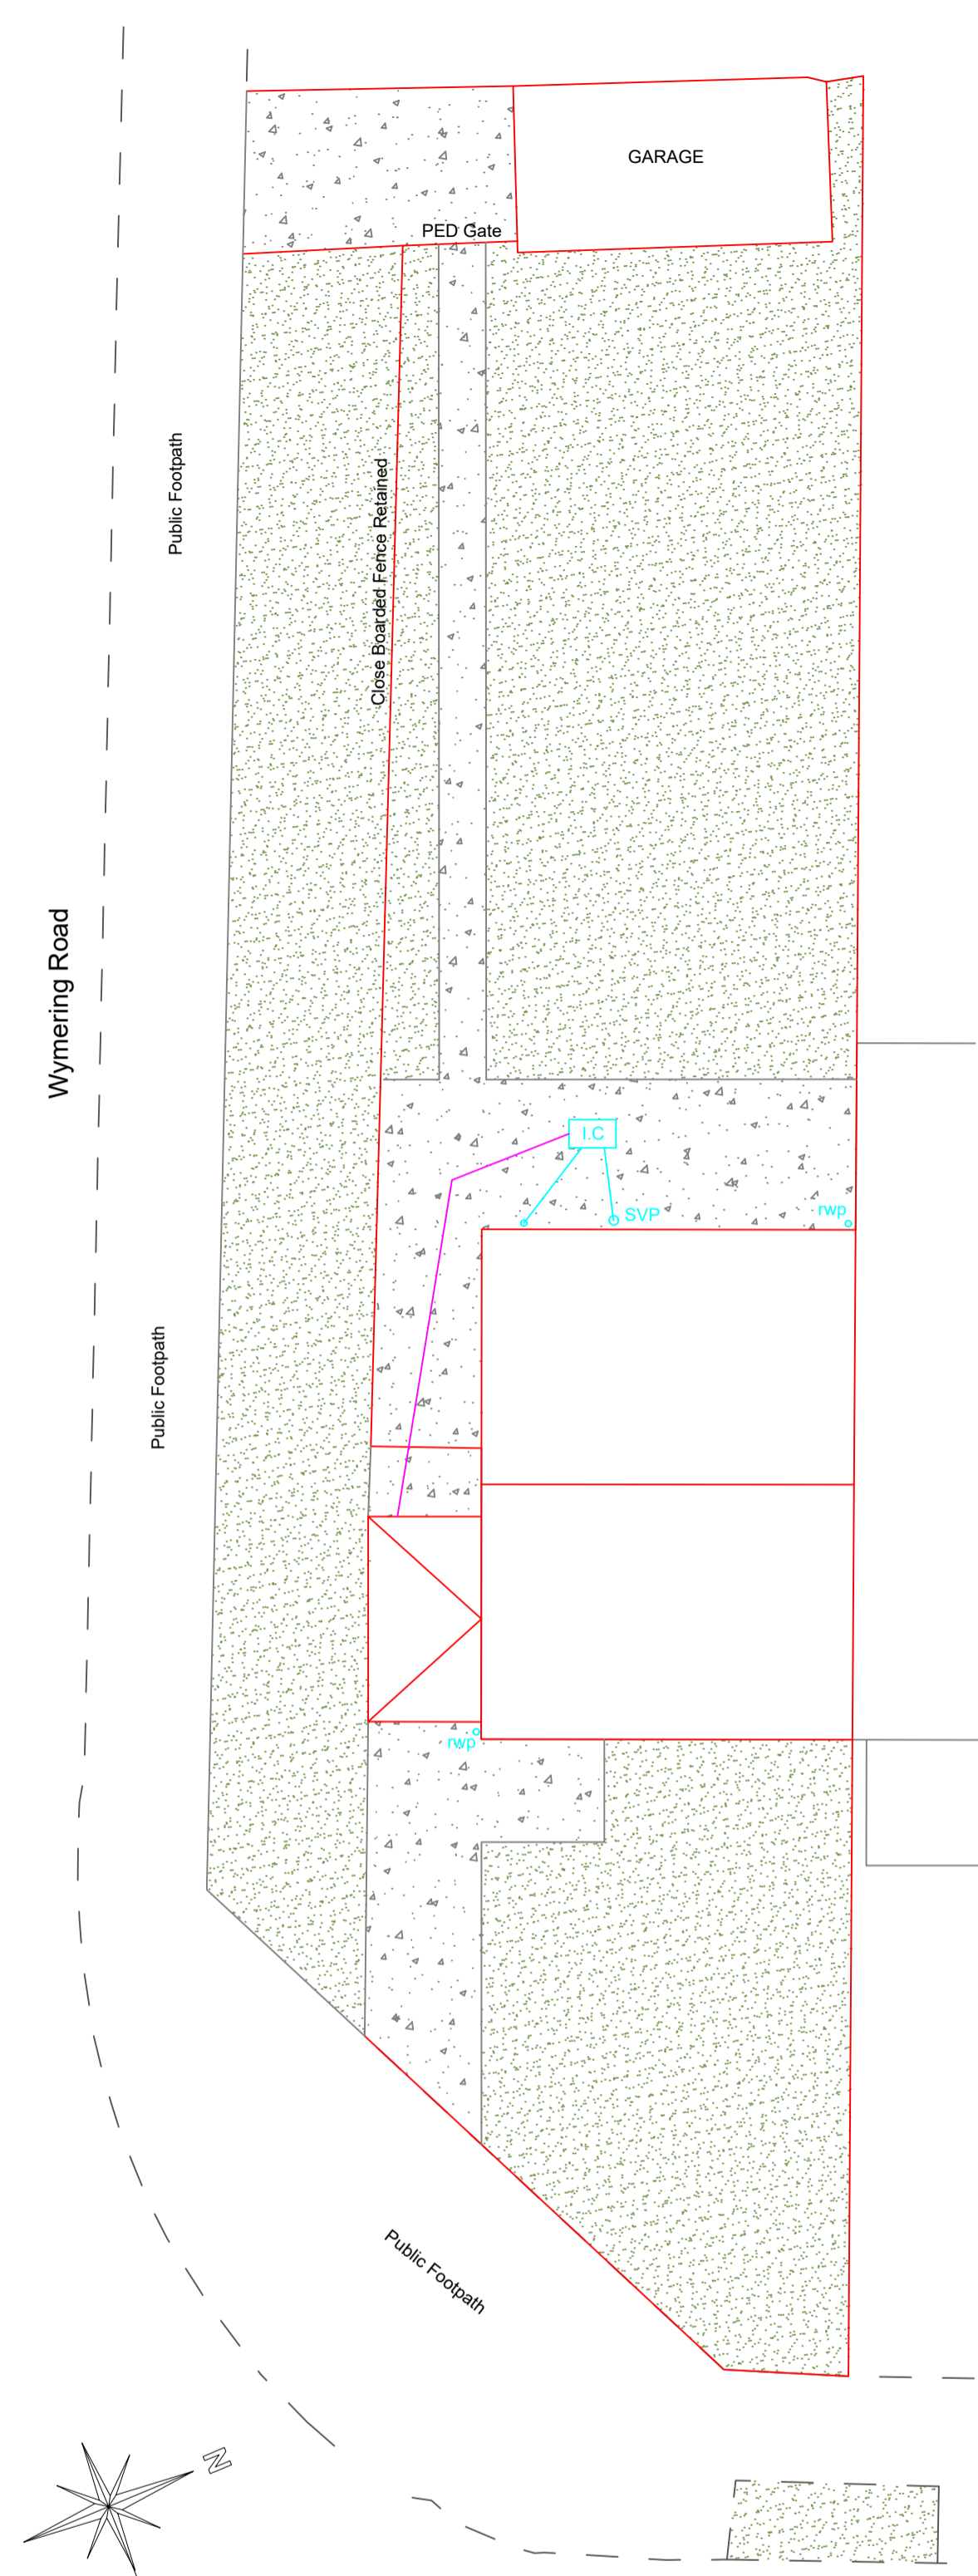 GARAGE
PED Gate
Public Footpath
Close Boarded Fence Retained
Wymering Road
I.C
SVP
rwp
Public Footpath
rwp
Public Footpath
N